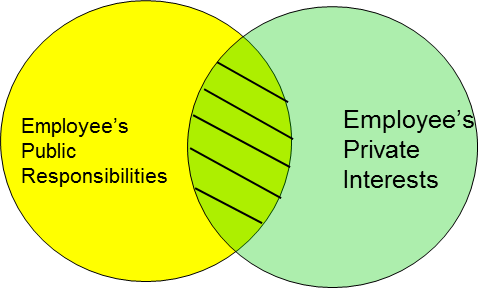 Employee's
Public
Responsibilities
Employee's
Private
Interests